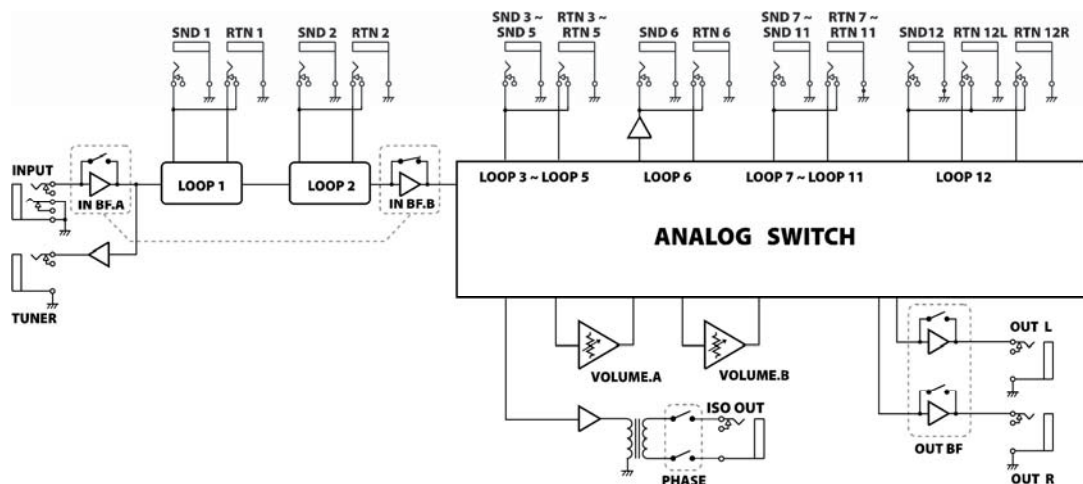 SND 1 RTN 1 SND 2 RTN 2 SND 3 ~ SND 5 RTN 3 ~ RTN 5 SND 6 RTN 6 SND 7 ~ SND 11 RTN 7 ~ RTN 11 SND12 RTN 12L RTN 12R
INPUT
IN BF.A
LOOP 1
LOOP 2
IN BF.B
LOOP 3 ~ LOOP 5 LOOP 6 LOOP 7 ~ LOOP 11 LOOP 12
ANALOG SWITCH
TUNER
VOLUME.A
VOLUME.B
OUT L
ISO OUT
PHASE
OUT BF
OUT R